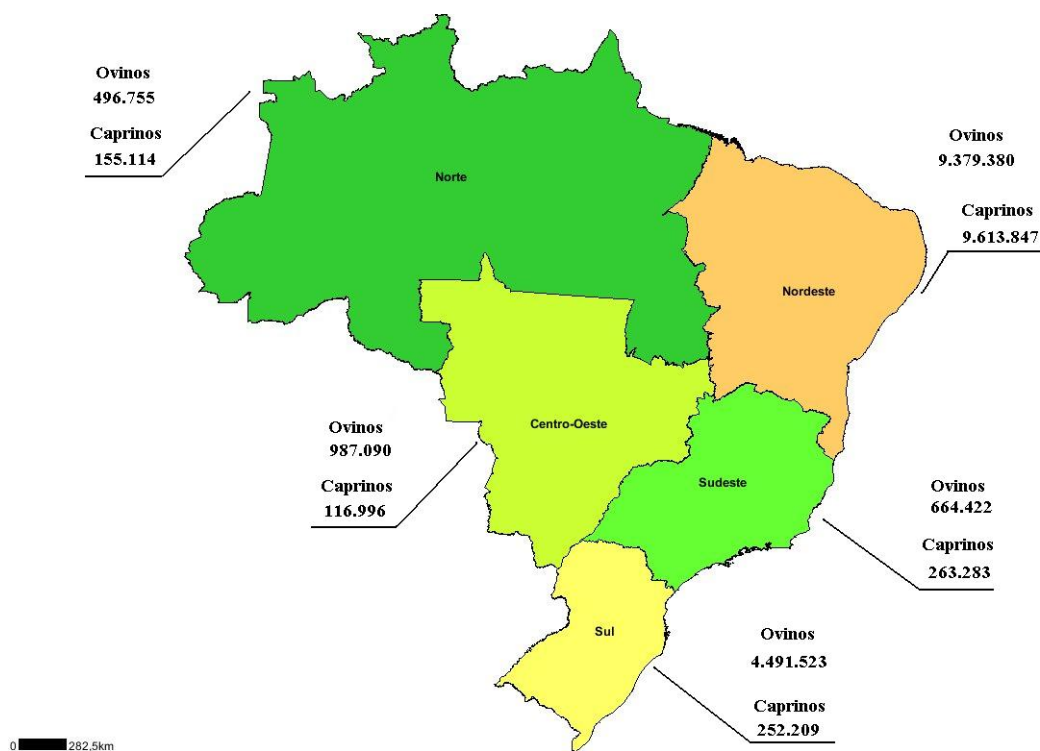 Ovinos
496.755
Caprinos
155.114
Norte
Ovinos
9.379.380
Caprinos
9.613.847
Nordeste
Ovinos
987.090
Caprinos
116.996
Centro-Oeste
Sudeste
Ovinos
664.422
Caprinos
263.283
Sul
Ovinos
4.491.523
Caprinos
252.209
0 282,5km